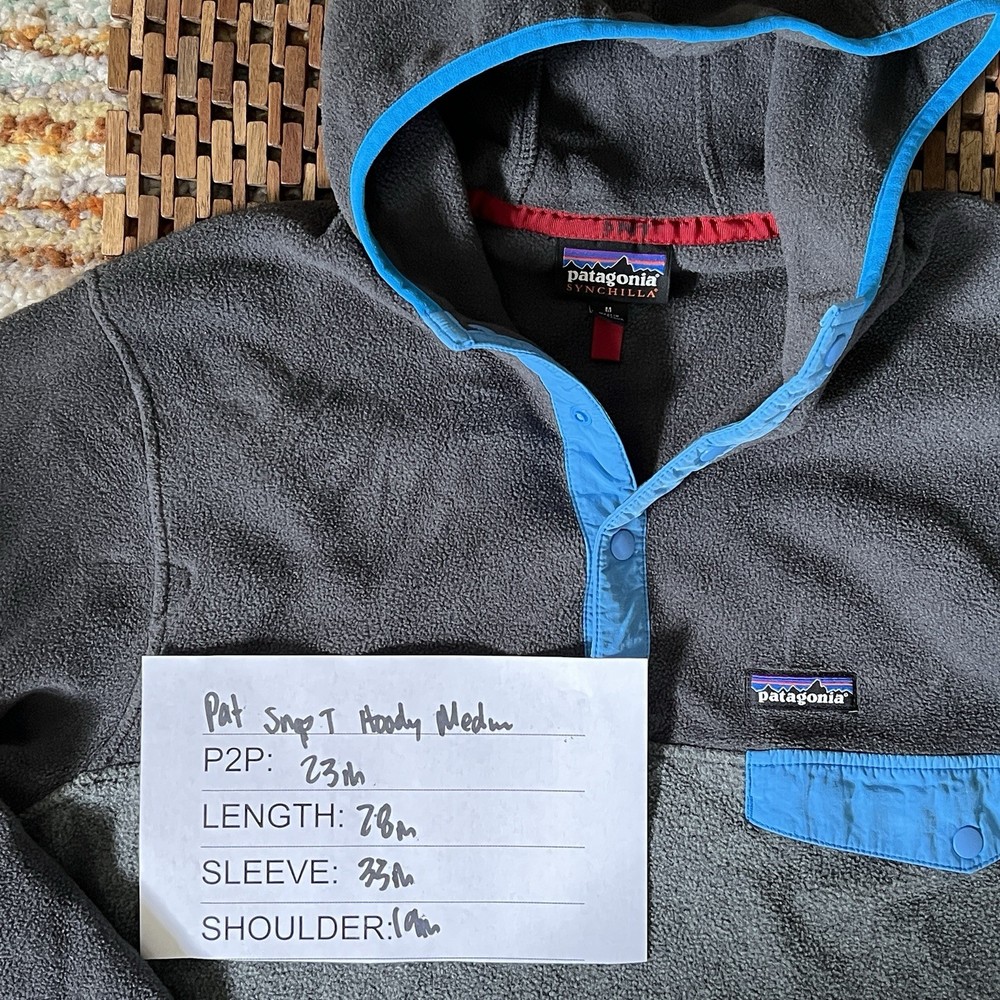 patagonia®
SYNCHILLA®
M
patagonia®
Pat Snap T Hoody Medium
P2P: 23in
LENGTH: 28in
SLEEVE: 33in
SHOULDER: 19in